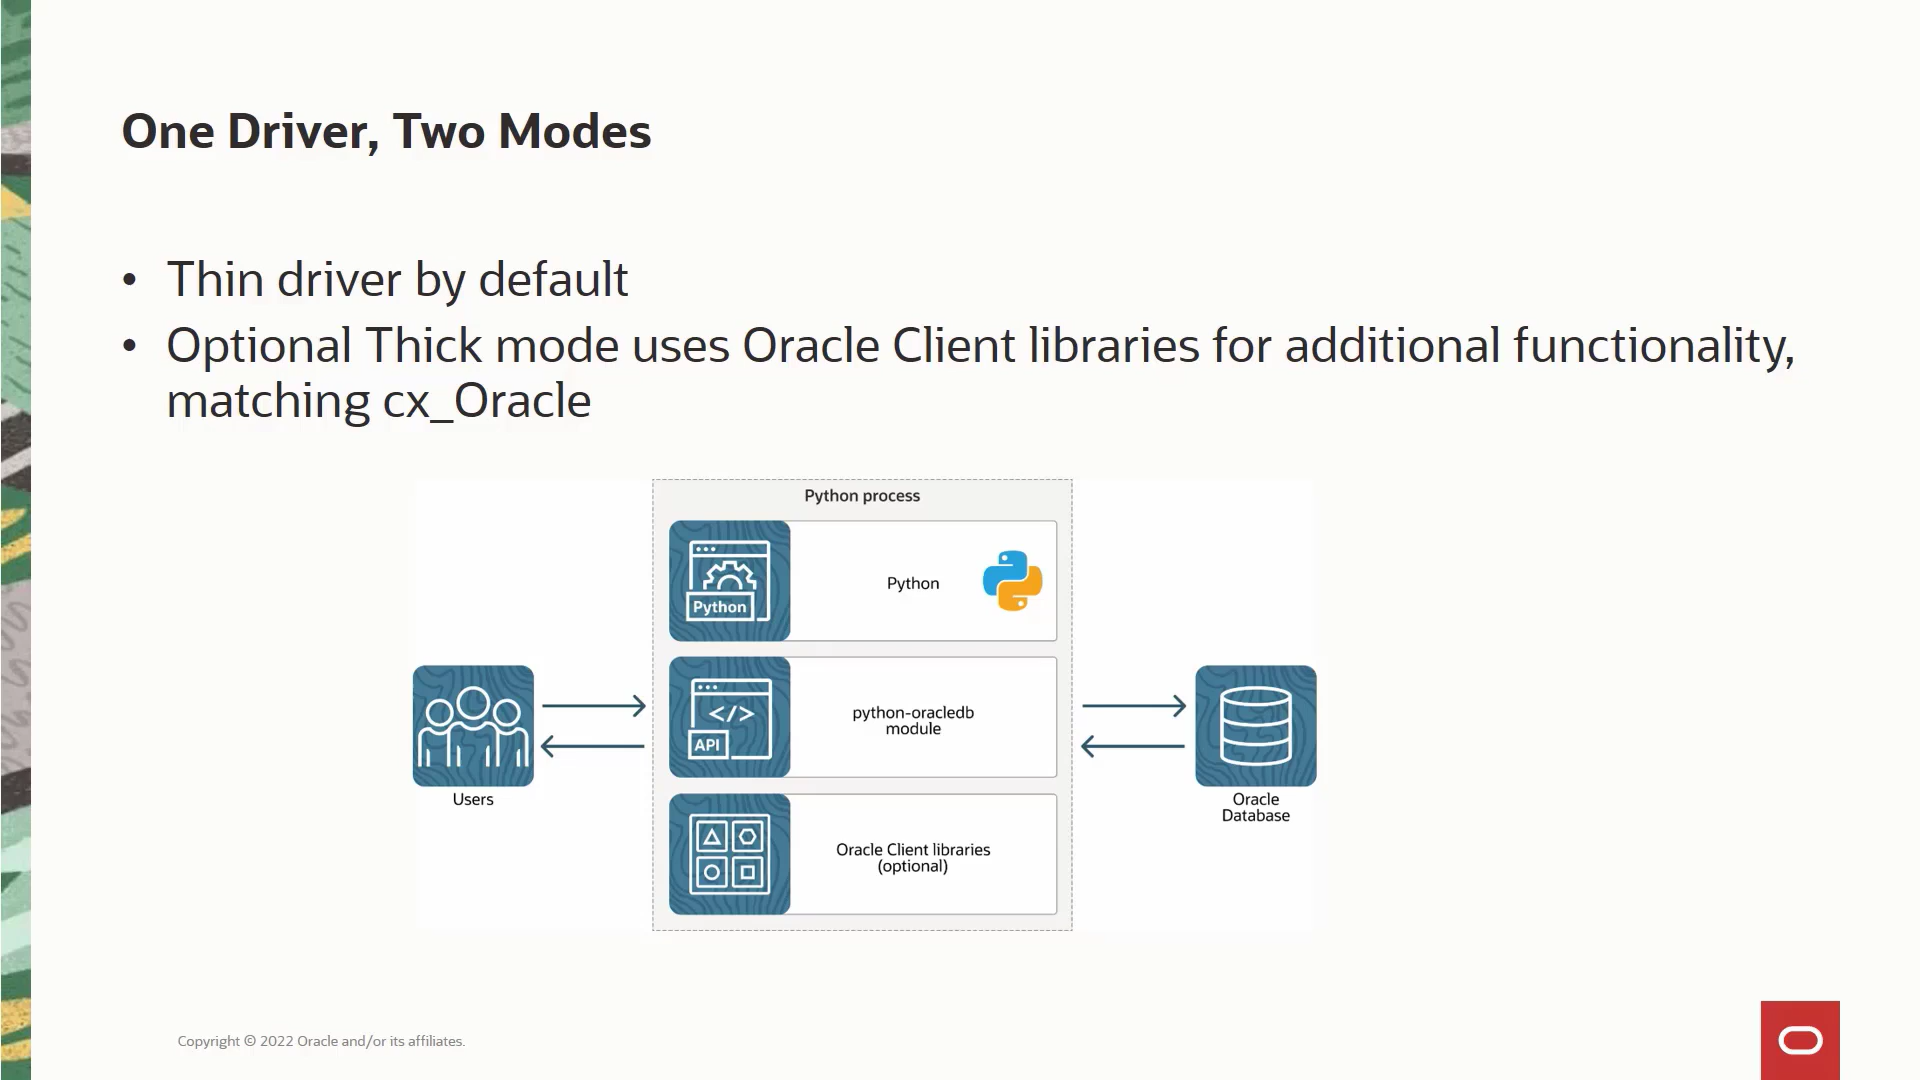 One Driver, Two Modes
• Thin driver by default
• Optional Thick mode uses Oracle Client libraries for additional functionality,
matching cx_Oracle
Python process
Python
Python
</>
API
python-oracledb
module
Oracle Client libraries
(optional)
Users
Oracle
Database
Copyright © 2022 Oracle and/or its affiliates.